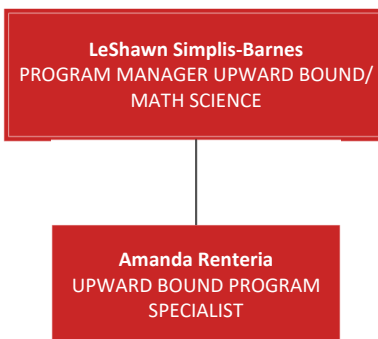 LeShawn Simplis-Barnes
PROGRAM MANAGER UPWARD BOUND/
MATH SCIENCE
Amanda Renteria
UPWARD BOUND PROGRAM
SPECIALIST